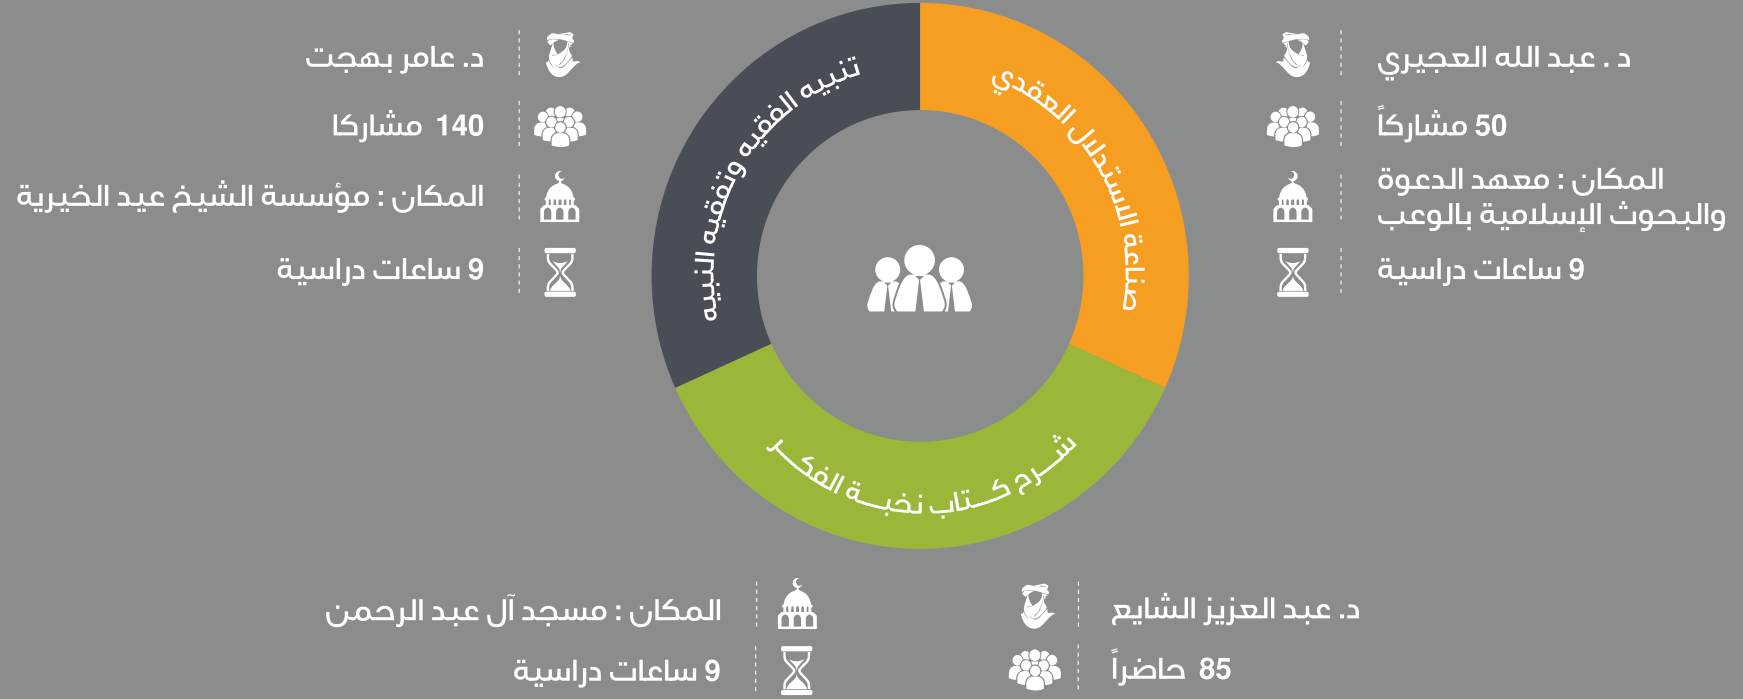 صناعة الاستدلال العقدي
د . عبد الله العجيري
50 مشاركاً
المكان : معهد الدعوة
والبحوث الإسلامية بالوعب
9 ساعات دراسية
تنبيه الفقيه وتفقيه النبيه
د. عامر بهجت
140 مشاركا
المكان : مؤسسة الشيخ عيد الخيرية
9 ساعات دراسية
شرح كتاب نخبة الفكر
د. عبد العزيز الشايع
85 حاضراً
المكان : مسجد آل عبد الرحمن
9 ساعات دراسية